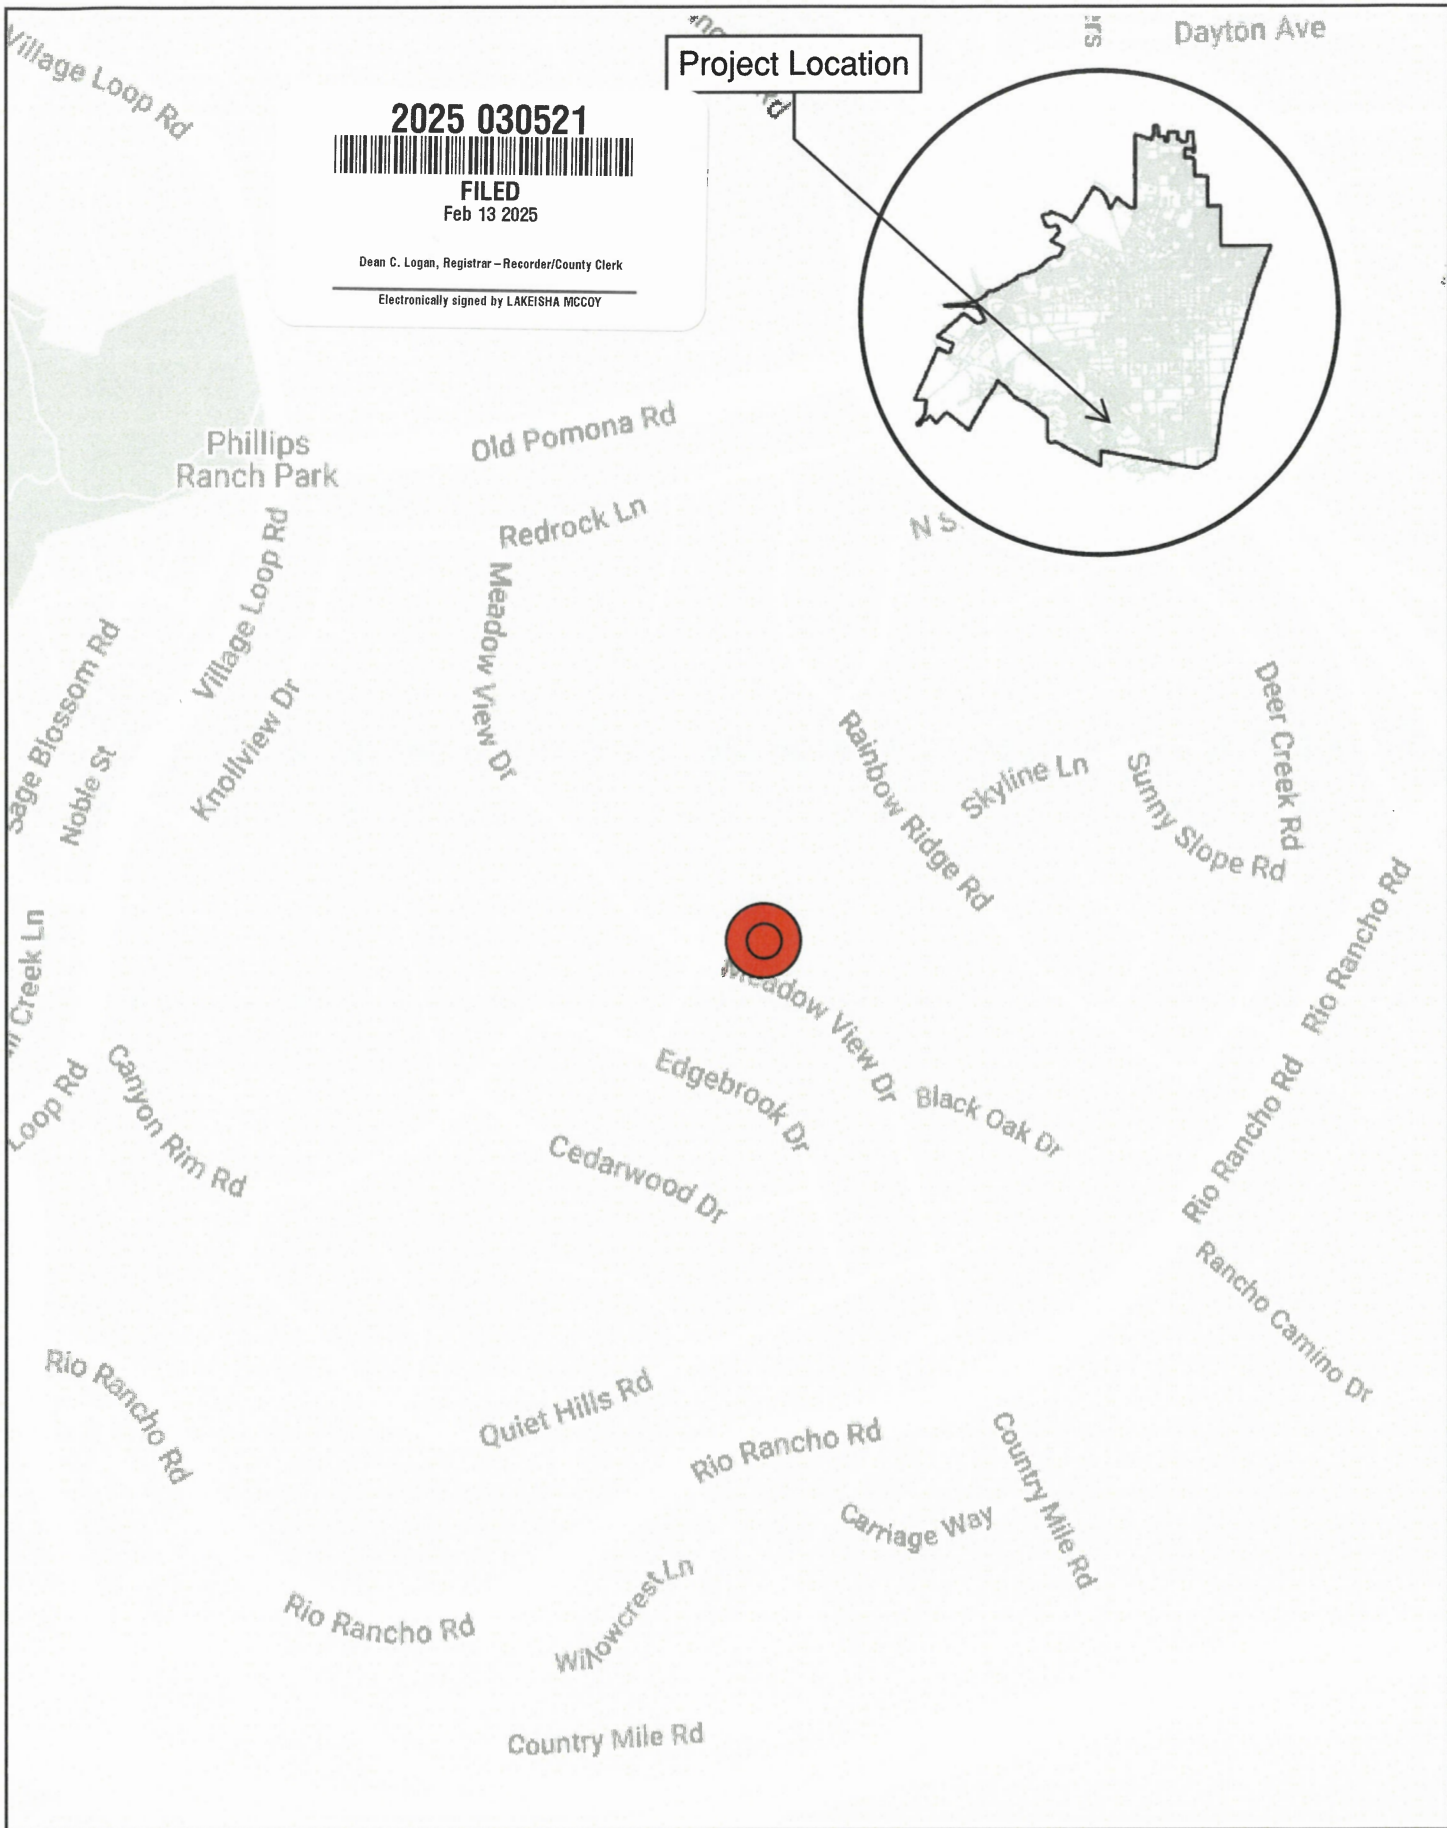 Dayton Ave
Village Loop Rd
Project Location
Rd
2025 030521
FILED
Feb 13 2025
Dean C. Logan, Registrar – Recorder/County Clerk
Electronically signed by LAKEISHA MCCOY
Phillips
Ranch Park
Old Pomona Rd
Redrock Ln
N S
Village Loop Rd
Meadow View Dr
Sage Blossom Rd
Noble St
Knollview Dr
Rainbow Ridge Rd
Skyline Ln
Sunny Slope Rd
Deer Creek Rd
Rio Rancho Rd
Creek Ln
Meadow View Dr
Loop Rd
Canyon Rim Rd
Edgebrook Dr
Black Oak Dr
Cedarwood Dr
Rio Rancho Rd
Rancho Camino Dr
Rio Rancho Rd
Quiet Hills Rd
Rio Rancho Rd
Country Mile Rd
Carriage Way
Willowcrest Ln
Rio Rancho Rd
Country Mile Rd